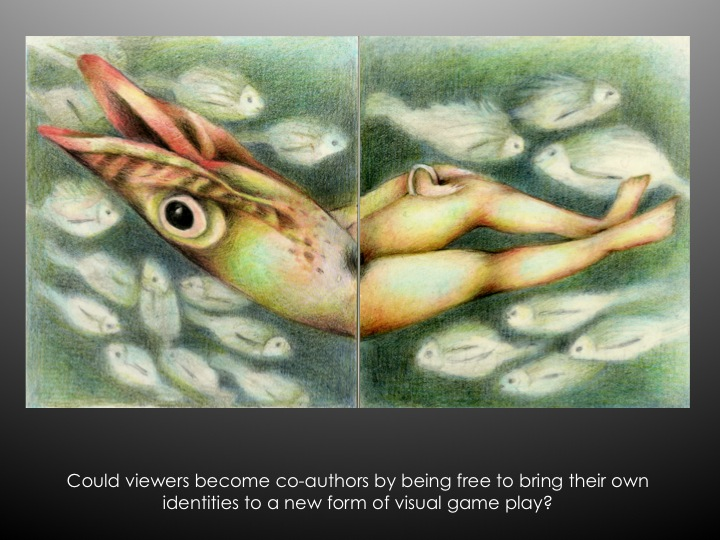 Could viewers become co-authors by being free to bring their own
identities to a new form of visual game play?